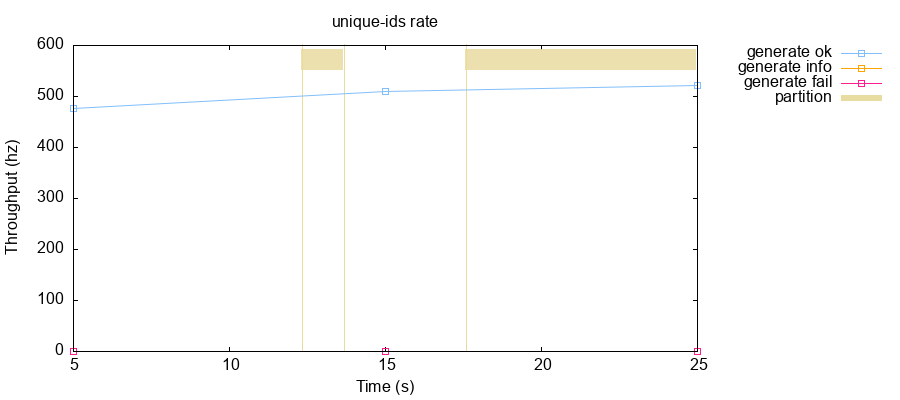 unique-ids rate
600
500
400
300
200
100
0
5
10
15
20
25
Throughput (hz)
Time (s)
generate ok
generate info
generate fail
partition